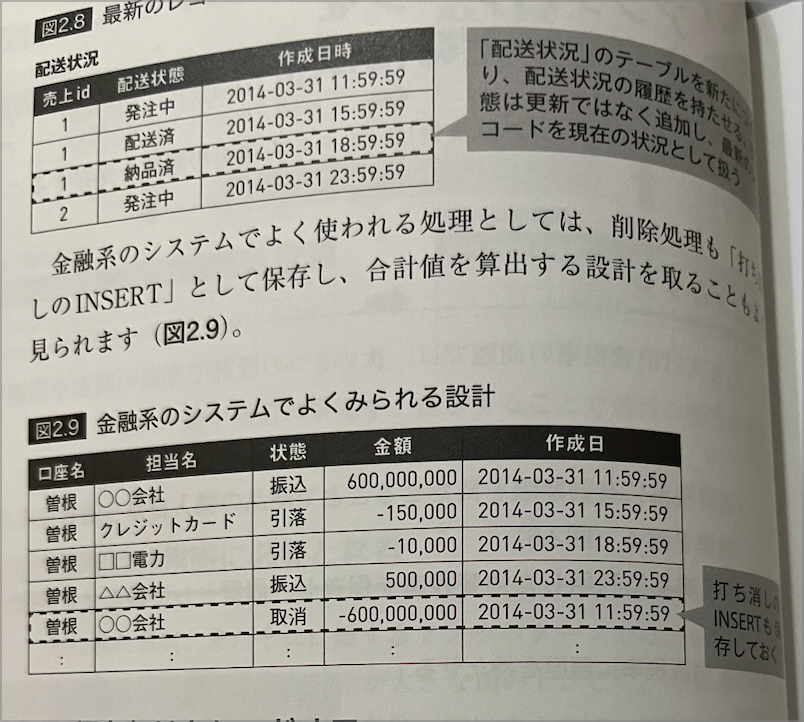 図2.8 最新のレコ
配送状況
売上id 配送状態 作成日時
1 発注中 2014-03-31 11:59:59
1 配送済 2014-03-31 15:59:59
1 納品済 2014-03-31 18:59:59
2 発注中 2014-03-31 23:59:59
「配送状況」のテーブルを新たに
り、配送状況の履歴を持たせる。
態は更新ではなく追加し、最新の
コードを現在の状況として扱う
金融系のシステムでよく使われる処理としては、削除処理も「打ち
しのINSERT」として保存し、合計値を算出する設計を取ることもよ
見られます（図2.9）。
図2.9 金融系のシステムでよくみられる設計
口座名 担当名 状態 金額 作成日
曽根 ○○会社 振込 600,000,000 2014-03-31 11:59:59
曽根 クレジットカード 引落 -150,000 2014-03-31 15:59:59
曽根 □□電力 引落 -10,000 2014-03-31 18:59:59
曽根 △△会社 振込 500,000 2014-03-31 23:59:59
曽根 ○○会社 取消 -600,000,000 2014-03-31 11:59:59
: : : : :
打ち消しの
INSERTも保
存しておく